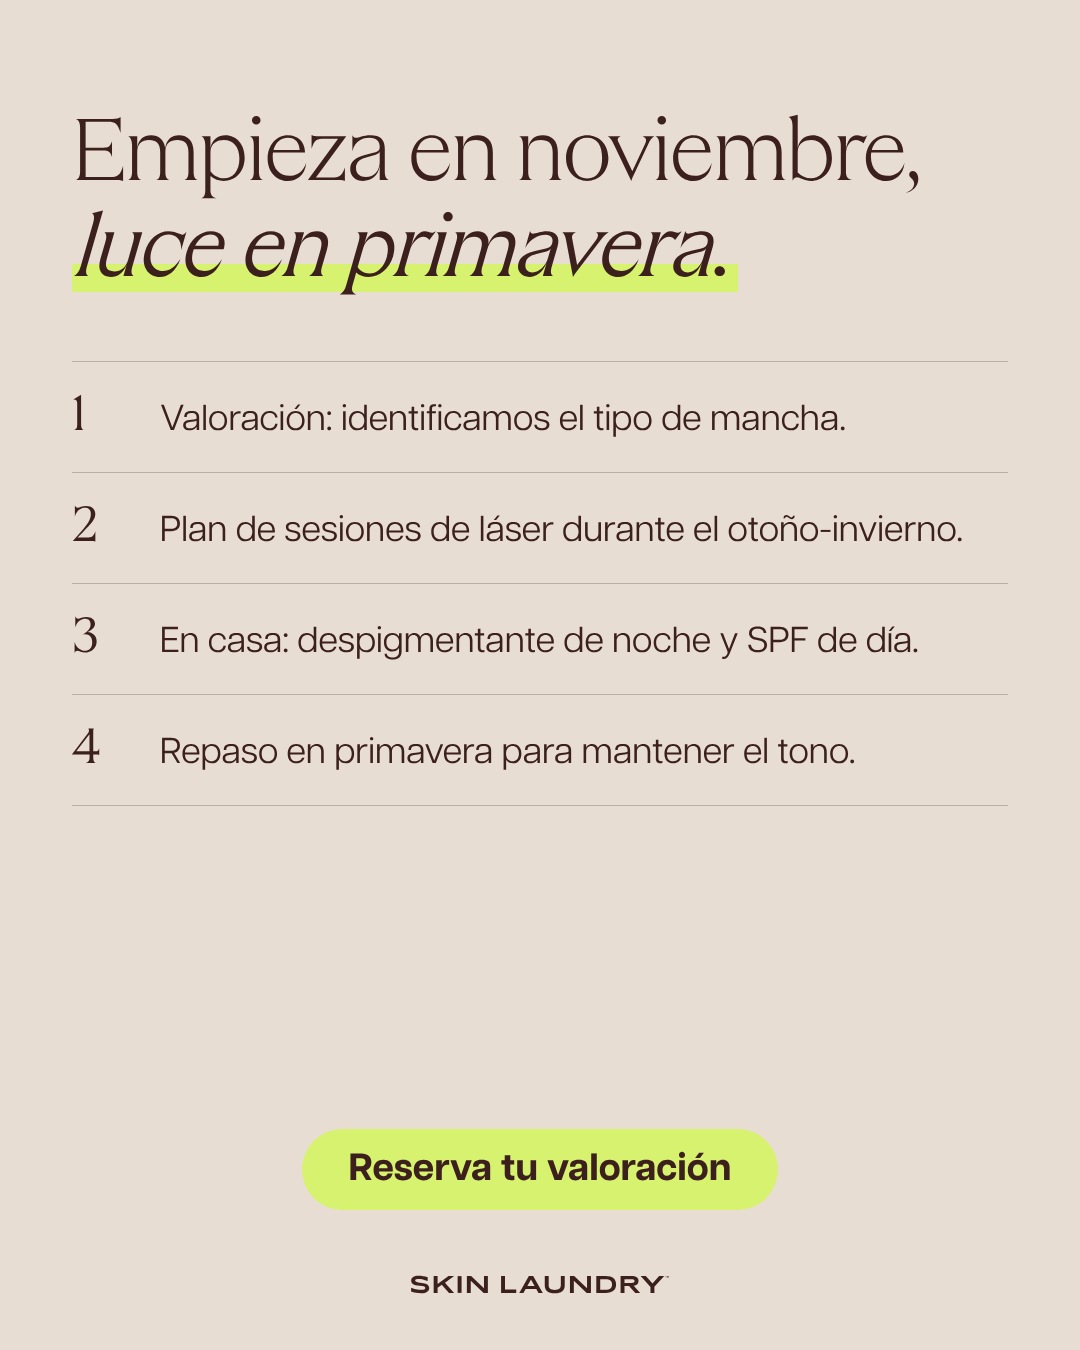 Empieza en noviembre,
luce en primavera.
1 Valoración: identificamos el tipo de mancha.
2 Plan de sesiones de láser durante el otoño-invierno.
3 En casa: despigmentante de noche y SPF de día.
4 Repaso en primavera para mantener el tono.
Reserva tu valoración
SKIN LAUNDRY